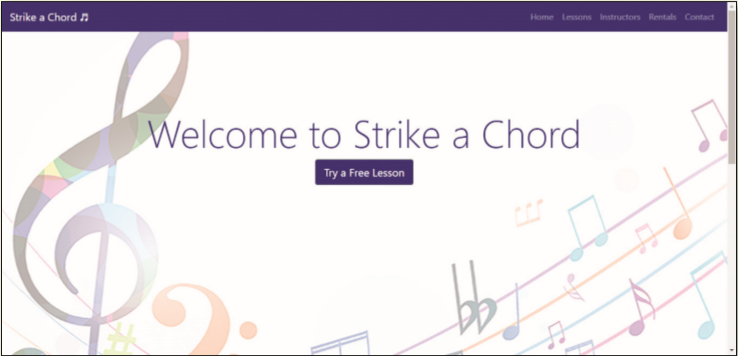 Strike a Chord 🎜
Home Lessons Instructors Rentals Contact
Welcome to Strike a Chord
Try a Free Lesson